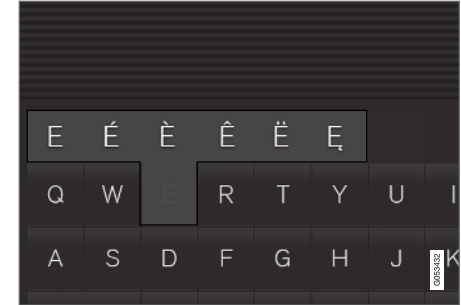 E É È Ê Ë Ę
Q W E R T Y U I
A S D F G H J K
G053432